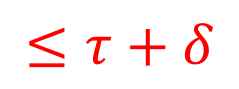 ≤ τ + δ